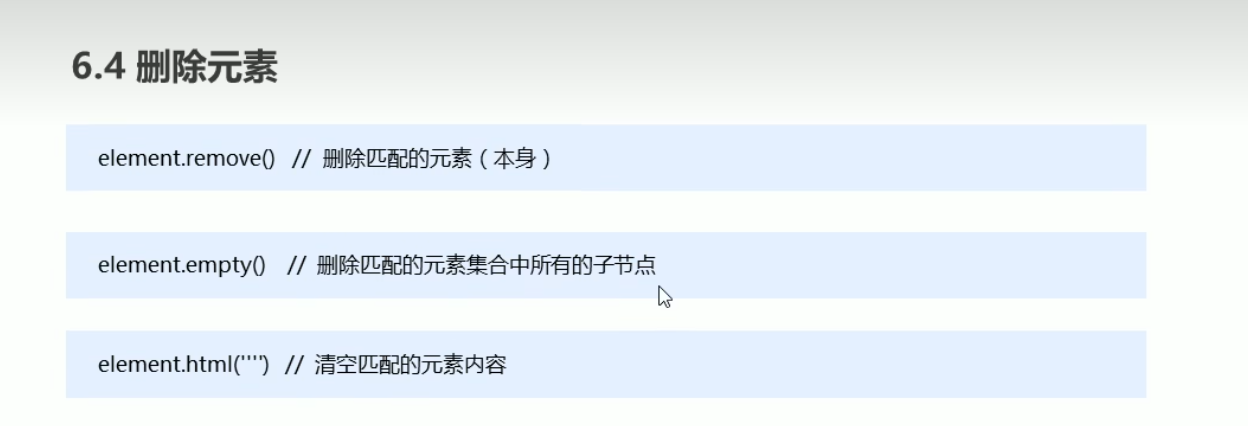 6.4 删除元素
element.remove() // 删除匹配的元素（本身）
element.empty() // 删除匹配的元素集合中所有的子节点
element.html('''') // 清空匹配的元素内容